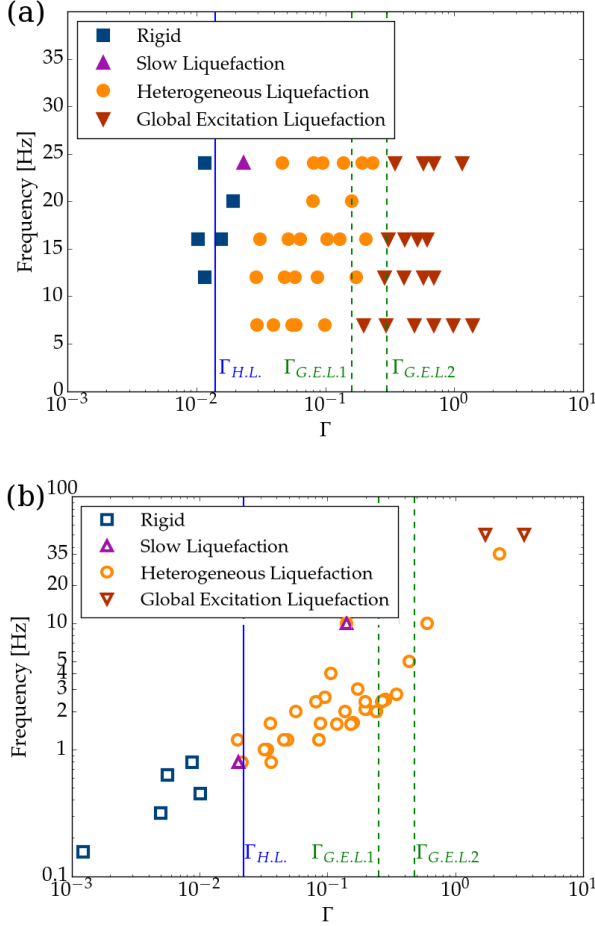 (a)
Rigid
Slow Liquefaction
Heterogeneous Liquefaction
Global Excitation Liquefaction
40
35
30
25
20
15
10
5
0
Frequency [Hz]
Γ_{H.L.} Γ_{G.E.L.1} Γ_{G.E.L.2}
10^{-3} 10^{-2} 10^{-1} 10^{0} 10^{1}
Γ
(b)
Rigid
Slow Liquefaction
Heterogeneous Liquefaction
Global Excitation Liquefaction
100
35
20
10
5
4
3
2
1
0.1
Frequency [Hz]
Γ_{H.L.} Γ_{G.E.L.1} Γ_{G.E.L.2}
10^{-3} 10^{-2} 10^{-1} 10^{0} 10^{1}
Γ